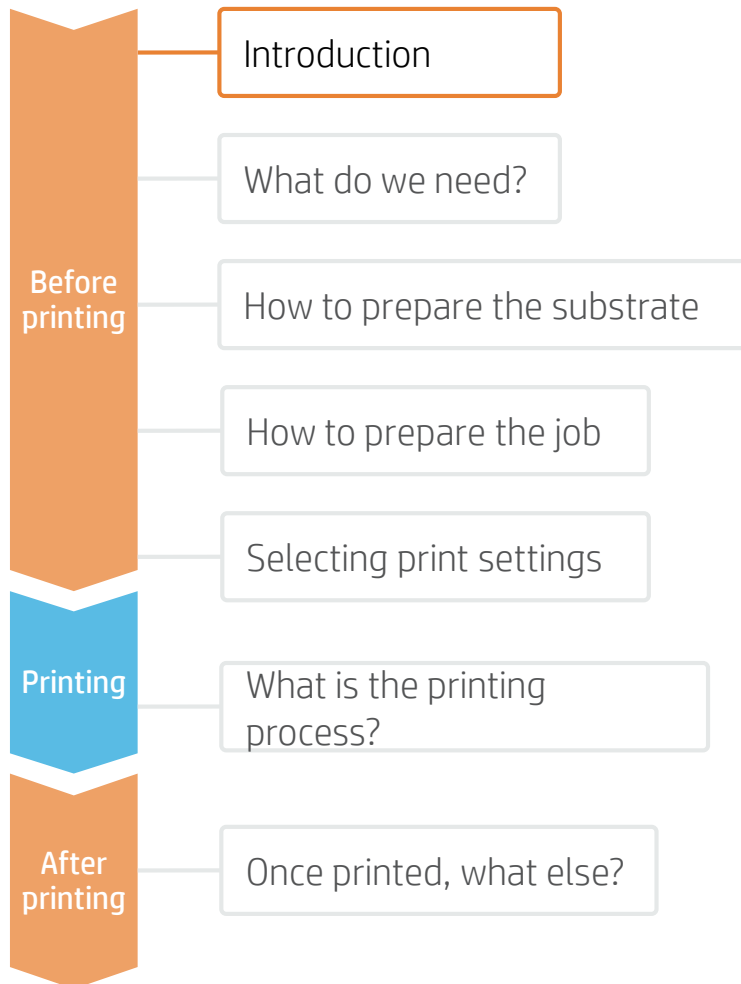 Introduction
What do we need?
Before
printing
How to prepare the substrate
How to prepare the job
Selecting print settings
Printing
What is the printing
process?
After
printing
Once printed, what else?